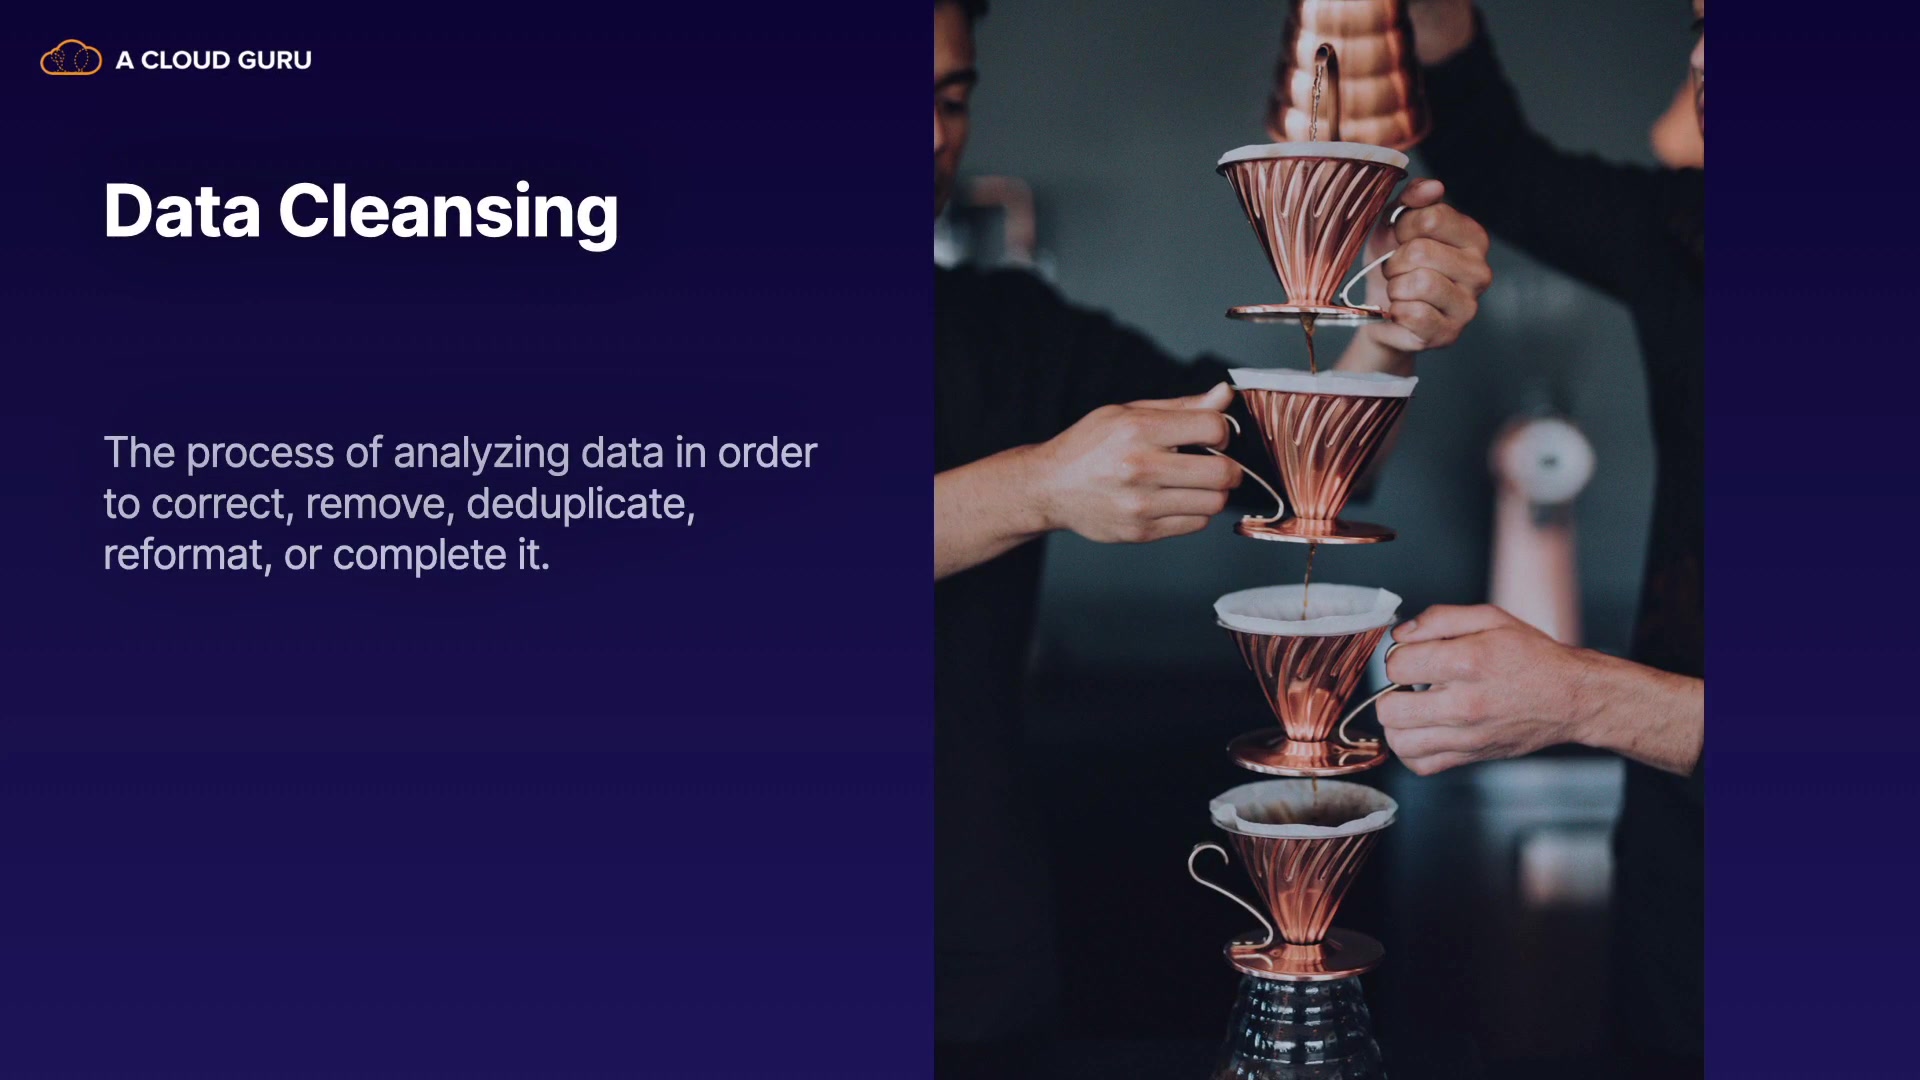 A CLOUD GURU
Data Cleansing
The process of analyzing data in order
to correct, remove, deduplicate,
reformat, or complete it.